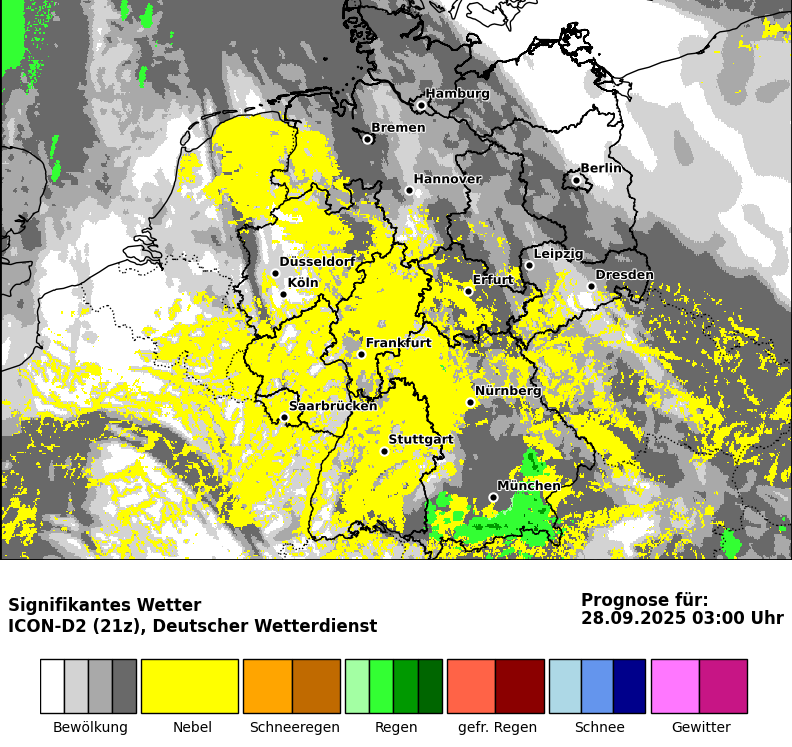 Hamburg
Bremen
Berlin
Hannover
Leipzig
Düsseldorf
Dresden
Köln
Erfurt
Frankfurt
Nürnberg
Saarbrücken
Stuttgart
München
Signifikantes Wetter
ICON-D2 (21z), Deutscher Wetterdienst
Prognose für:
28.09.2025 03:00 Uhr
Bewölkung Nebel Schneeregen Regen gefr. Regen Schnee Gewitter